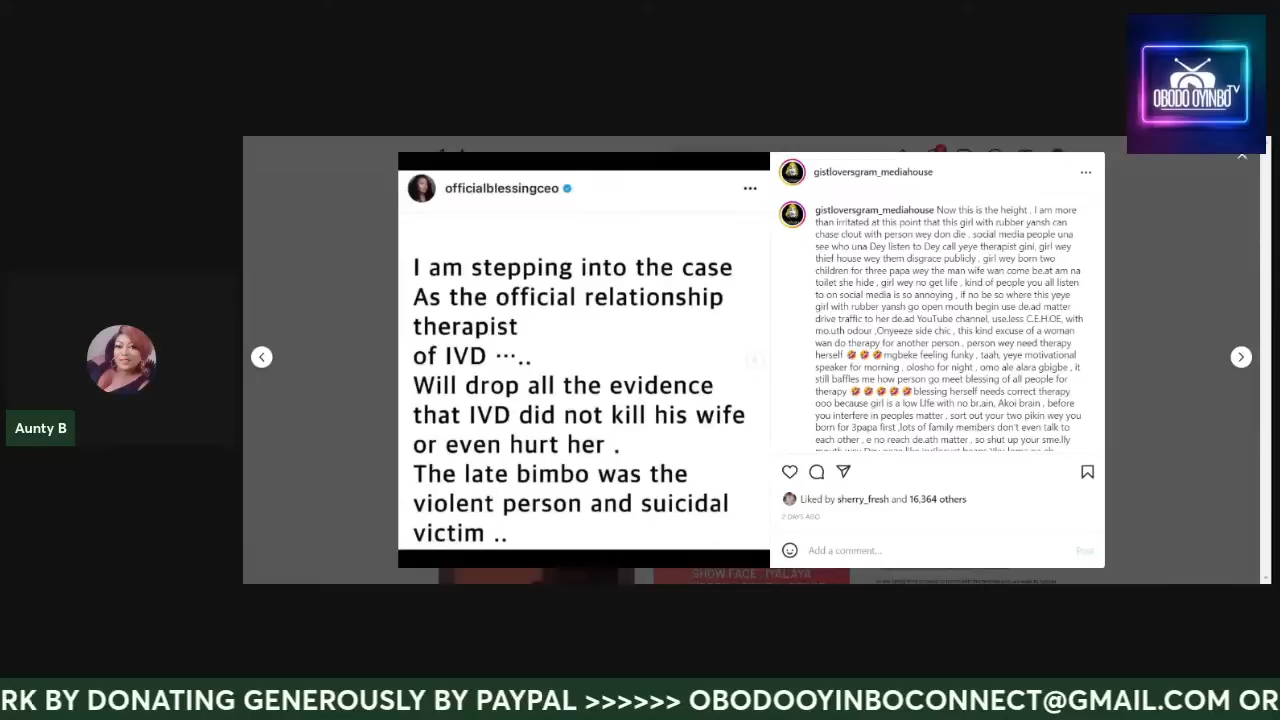 OBODO OYINBO TV
officialblessingceo
I am stepping into the case
As the official relationship
therapist
of IVD ···..
Will drop all the evidence
that IVD did not kill his wife
or even hurt her .
The late bimbo was the
violent person and suicidal
victim ..
gistloversgram_mediahouse
gistloversgram_mediahouse Now this is the height , I am more
than irritated at this point that this girl with rubber yansh can
chase clout with person wey don die , social media people una
see who una Dey listen to Dey call yeye therapist gini, girl wey
thief house wey them disgrace publicly , girl wey born two
children for three papa wey the man wife wan come be.at am na
toilet she hide , girl wey no get life , kind of people you all listen
to on social media is so annoying , if no be so where this yeye
girl with rubber yansh go open mouth begin use de.ad matter
drive traffic to her de.ad YouTube channel, use.less C.E.H.OE, with
mo.uth odour ,Onyeeze side chic , this kind excuse of a woman
wan do therapy for another person , person wey need therapy
herself 🤣 🤣 🤣 mgbeke feeling funky , taah, yeye motivational
speaker for morning , olosho for night , omo ale alara gbigbe , it
still baffles me how person go meet blessing of all people for
therapy 🤣 🤣 🤣 🤣 🤣 blessing herself needs correct therapy
ooo because girl is a low l.fe with no br.ain, Akoi brain , before
you interfere in peoples matter , sort out your two pikin wey you
born for 3papa first ,lots of family members don't even talk to
each other , e no reach de.ath matter , so shut up your sme.lly
Liked by sherry_fresh and 16,364 others
2 DAYS AGO
Add a comment...
Post
Aunty B
SHOW FACE , MALAYA
RK BY DONATING GENEROUSLY BY PAYPAL >>>>>> OBODOOYINBOCONNECT@GMAIL.COM OR